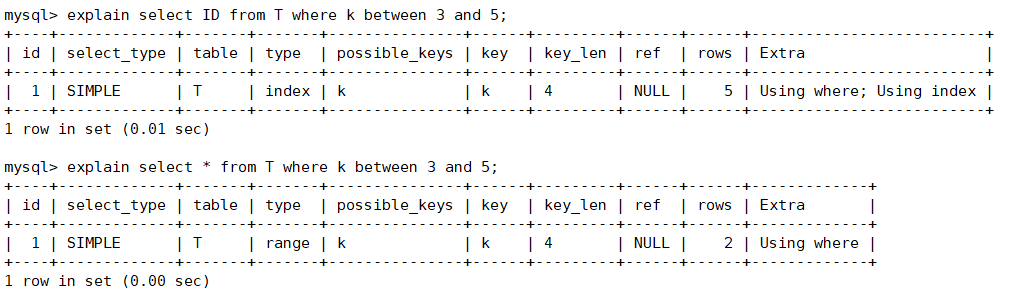 mysql> explain select ID from T where k between 3 and 5;
+----+-------------+-------+-------+---------------+------+---------+------+------+--------------------------+
| id | select_type | table | type  | possible_keys | key  | key_len | ref  | rows | Extra                    |
+----+-------------+-------+-------+---------------+------+---------+------+------+--------------------------+
|  1 | SIMPLE      | T     | index | k             | k    | 4       | NULL |    5 | Using where; Using index |
+----+-------------+-------+-------+---------------+------+---------+------+------+--------------------------+
1 row in set (0.01 sec)

mysql> explain select * from T where k between 3 and 5;
+----+-------------+-------+-------+---------------+------+---------+------+------+-------------+
| id | select_type | table | type  | possible_keys | key  | key_len | ref  | rows | Extra       |
+----+-------------+-------+-------+---------------+------+---------+------+------+-------------+
|  1 | SIMPLE      | T     | range | k             | k    | 4       | NULL |    2 | Using where |
+----+-------------+-------+-------+---------------+------+---------+------+------+-------------+
1 row in set (0.00 sec)